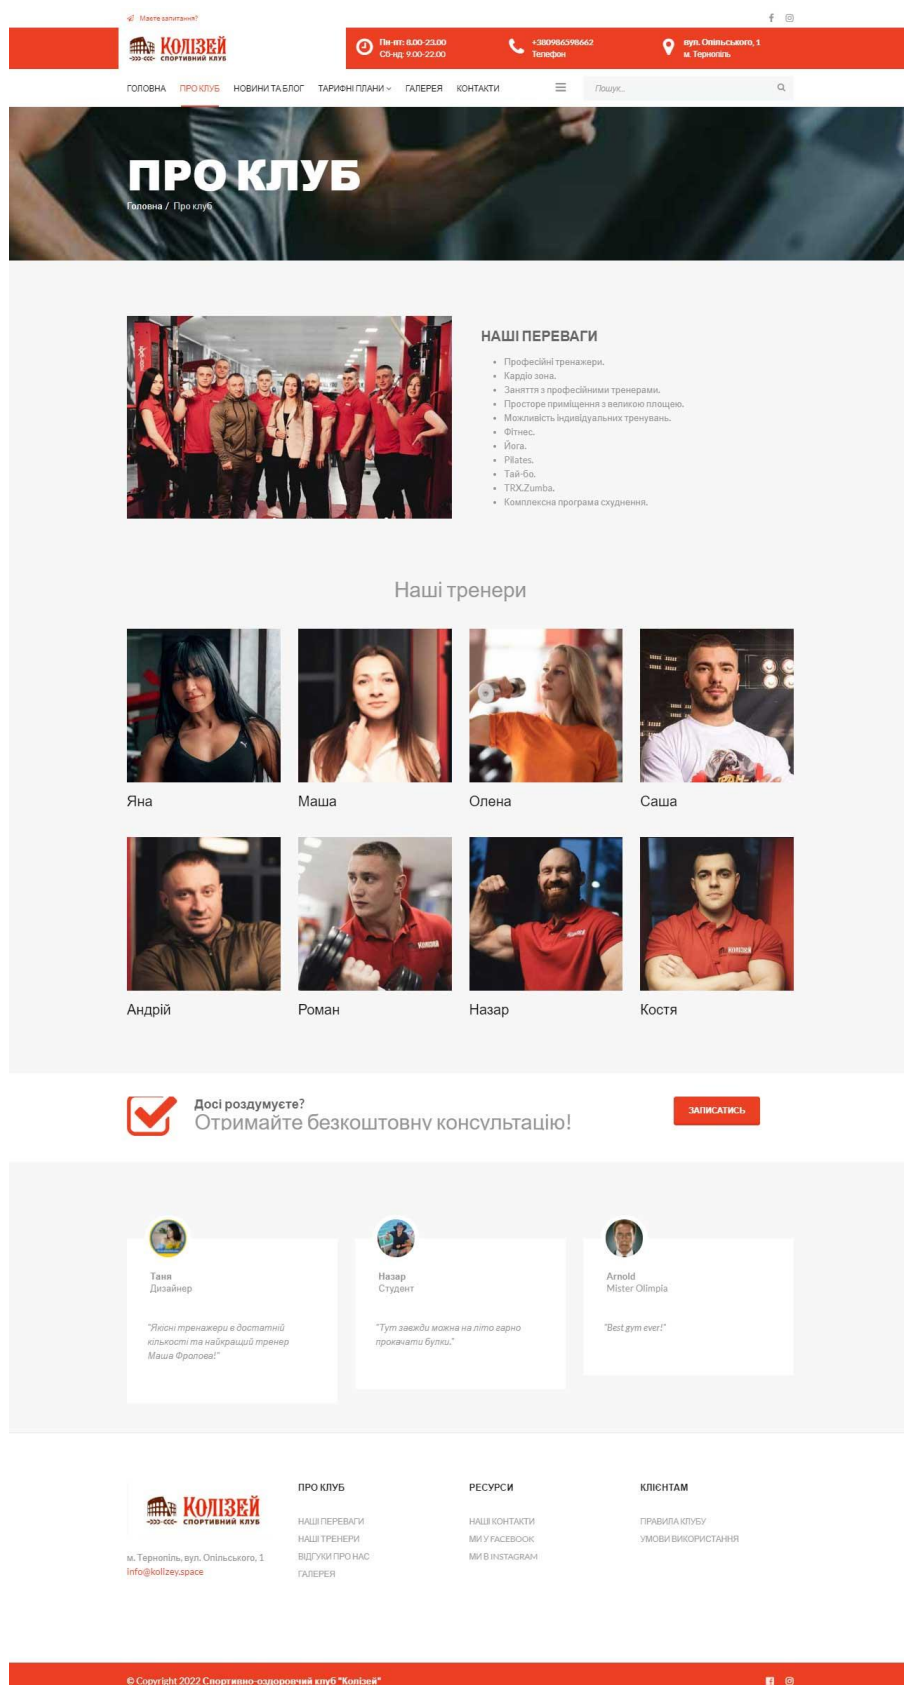 Маєте запитання?
КОЛІЗЕЙ
СПОРТИВНИЙ КЛУБ
Пн-пт: 8.00-23.00
Сб-нд: 9.00-22.00
+380986598662
Телефон
вул. Опільського, 1
м. Тернопіль
ГОЛОВНА ПРО КЛУБ НОВИНИ ТА БЛОГ ТАРИФНІ ПЛАНИ ГАЛЕРЕЯ КОНТАКТИ
Пошук...
ПРО КЛУБ
Головна / Про клуб
НАШІ ПЕРЕВАГИ
Професійні тренажери.
Кардіо зона.
Заняття з професійними тренерами.
Просторе приміщення з великою площею.
Можливість індивідуальних тренувань.
Фітнес.
Йога.
Pilates.
Тай-бо.
TRX.Zumba.
Комплексна програма схуднення.
Наші тренери
Яна
Маша
Олена
Саша
Андрій
Роман
Назар
Костя
Досі роздумуєте?
Отримайте безкоштовну консультацію!
ЗАПИСАТИСЬ
Таня
Дизайнер
"Якісні тренажери в достатній
кількості та найкращий тренер
Маша Фролова!"
Назар
Студент
"Тут завжди можна на літо гарно
прокачати булки."
Arnold
Mister Olimpia
"Best gym ever!"
КОЛІЗЕЙ
СПОРТИВНИЙ КЛУБ
м. Тернопіль, вул. Опільського, 1
info@kolizey.space
ПРО КЛУБ
НАШІ ПЕРЕВАГИ
НАШІ ТРЕНЕРИ
ВІДГУКИ ПРО НАС
ГАЛЕРЕЯ
РЕСУРСИ
НАШІ КОНТАКТИ
МИ У FACEBOOK
МИ В INSTAGRAM
КЛІЄНТАМ
ПРАВИЛА КЛУБУ
УМОВИ ВИКОРИСТАННЯ
© Copyright 2022 Спортивно-оздоровчий клуб "Колізей"